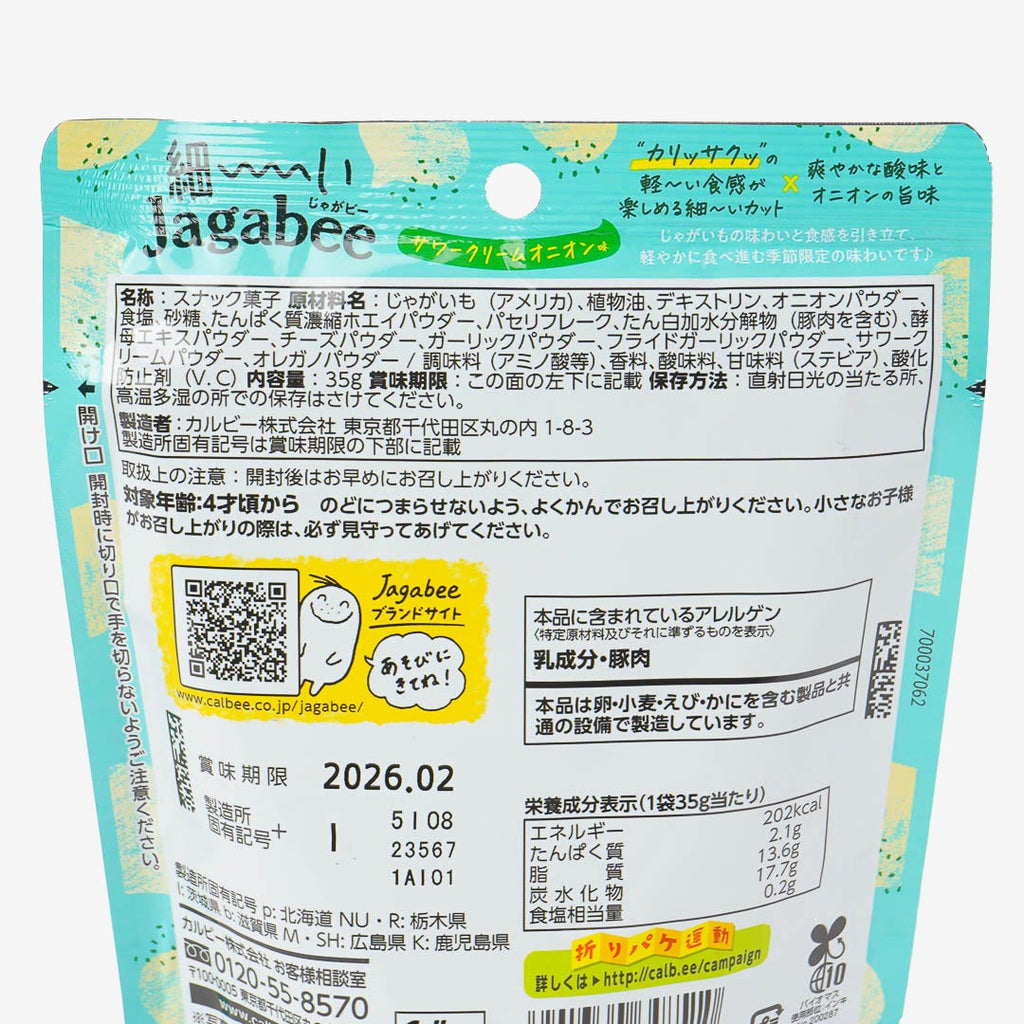 細〜〜い
じゃがビー
Jagabee
サワークリームオニオン味
"カリッサクッ"の
軽〜い食感が
楽しめる細〜いカット
×
爽やかな酸味と
オニオンの旨味
じゃがいもの味わいと食感を引き立て、
軽やかに食べ進む季節限定の味わいです♪
名称：スナック菓子 原材料名：じゃがいも（アメリカ）、植物油、デキストリン、オニオンパウダー、
食塩、砂糖、たんぱく質濃縮ホエイパウダー、パセリフレーク、たん白加水分解物（豚肉を含む）、酵
母エキスパウダー、チーズパウダー、ガーリックパウダー、フライドガーリックパウダー、サワーク
リームパウダー、オレガノパウダー / 調味料（アミノ酸等）、香料、酸味料、甘味料（ステビア）、酸化
防止剤（V.C） 内容量：35g 賞味期限：この面の左下に記載 保存方法：直射日光の当たる所、
高温多湿の所での保存はさけてください。
製造者：カルビー株式会社 東京都千代田区丸の内 1-8-3
製造所固有記号は賞味期限の下部に記載
取扱上の注意：開封後はお早めにお召し上がりください。
対象年齢:4才頃から のどにつまらせないよう、よくかんでお召し上がりください。小さなお子様
がお召し上がりの際は、必ず見守ってあげてください。
←開け口 開封時に切り口で手を切らないようご注意ください。
Jagabee
ブランドサイト
あそびに
きてね!
www.calbee.co.jp/jagabee/
本品に含まれているアレルゲン
〈特定原材料及びそれに準ずるものを表示〉
乳成分・豚肉
本品は卵・小麦・えび・かにを含む製品と共
通の設備で製造しています。
700037062
賞味期限 2026.02
製造所
固有記号+
I
5I08
23567
1AI01
栄養成分表示（1袋35g当たり）
エネルギー 202kcal
たんぱく質 2.1g
脂質 13.6g
炭水化物 17.7g
食塩相当量 0.2g
製造所固有記号 p: 北海道 NU・R: 栃木県
I: 茨城県 b: 滋賀県 M・SH: 広島県 K: 鹿児島県
カルビー株式会社 お客様相談室
0120-55-8570
〒100-0005 東京都千代田区
折りパケ運動
詳しくは▶http://calb.ee/campaign
10
バイオマス
使用部位:インキ
No.200287